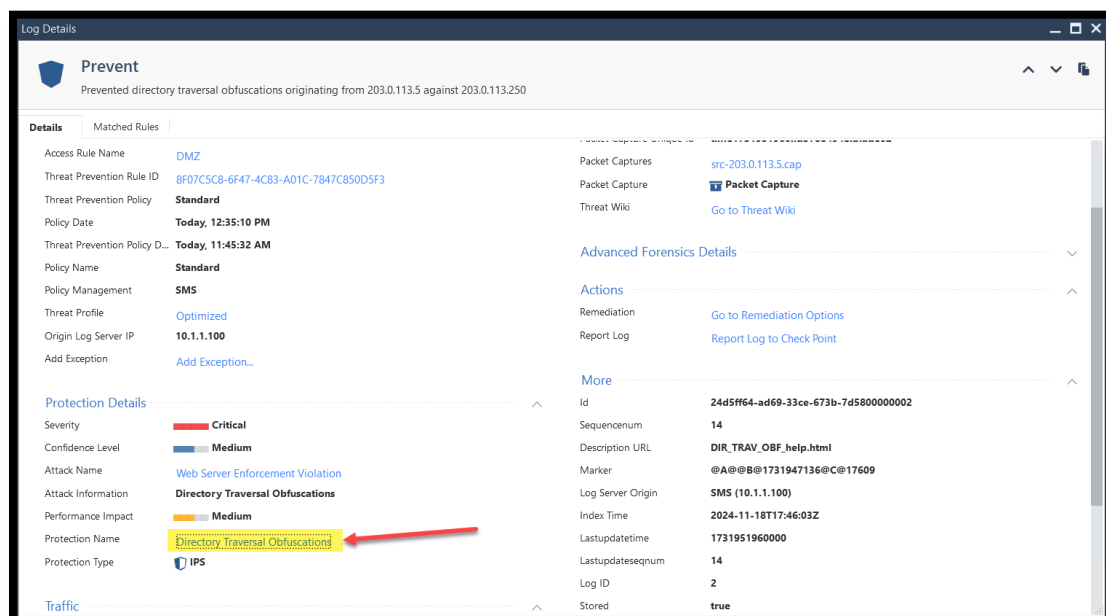 Log Details
Prevent
Prevented directory traversal obfuscations originating from 203.0.113.5 against 203.0.113.250
Details
Matched Rules
Access Rule Name DMZ
Threat Prevention Rule ID 8F07C5C8-6F47-4C83-A01C-7847C850D5F3
Threat Prevention Policy Standard
Policy Date Today, 12:35:10 PM
Threat Prevention Policy D... Today, 11:45:32 AM
Policy Name Standard
Policy Management SMS
Threat Profile Optimized
Origin Log Server IP 10.1.1.100
Add Exception Add Exception...
Protection Details
Severity Critical
Confidence Level Medium
Attack Name Web Server Enforcement Violation
Attack Information Directory Traversal Obfuscations
Performance Impact Medium
Protection Name Directory Traversal Obfuscations
Protection Type IPS
Traffic
Packet Captures src-203.0.113.5.cap
Packet Capture Packet Capture
Threat Wiki Go to Threat Wiki
Advanced Forensics Details
Actions
Remediation Go to Remediation Options
Report Log Report Log to Check Point
More
Id 24d5ff64-ad69-33ce-673b-7d5800000002
Sequencenum 14
Description URL DIR_TRAV_OBF_help.html
Marker @A@@B@1731947136@C@17609
Log Server Origin SMS (10.1.1.100)
Index Time 2024-11-18T17:46:03Z
Lastupdatetime 1731951960000
Lastupdateseqnum 14
Log ID 2
Stored true